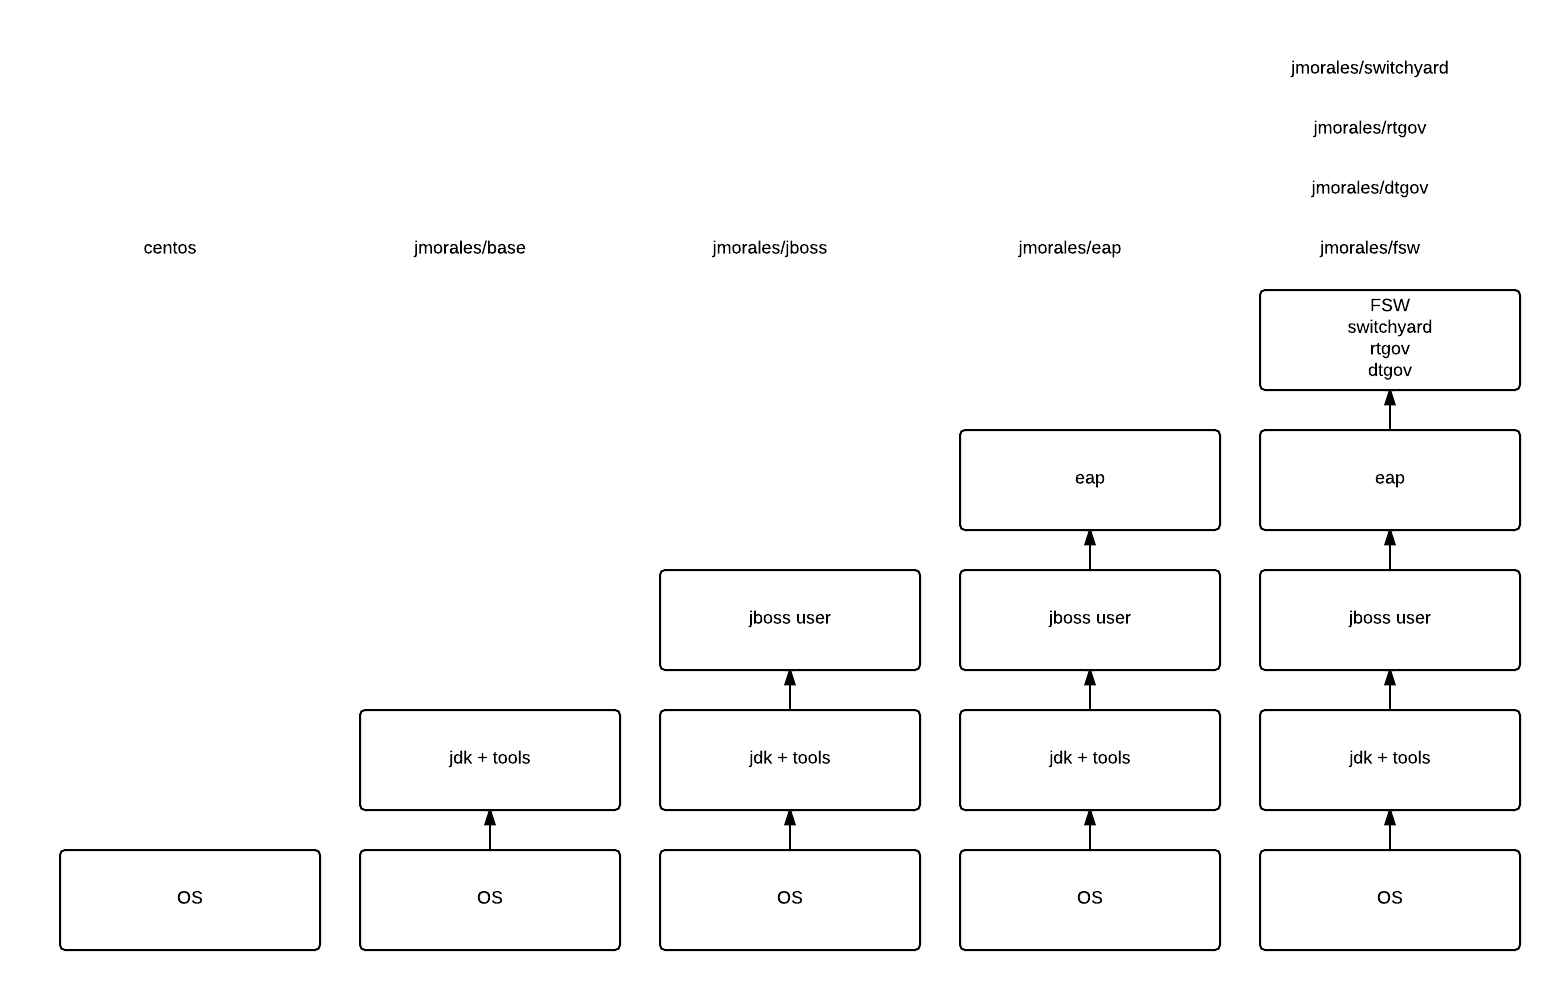 jmorales/switchyard
jmorales/rtgov
jmorales/dtgov
centos
jmorales/base
jmorales/jboss
jmorales/eap
jmorales/fsw
FSW
switchyard
rtgov
dtgov
eap
eap
jboss user
jboss user
jboss user
jdk + tools
jdk + tools
jdk + tools
jdk + tools
OS
OS
OS
OS
OS